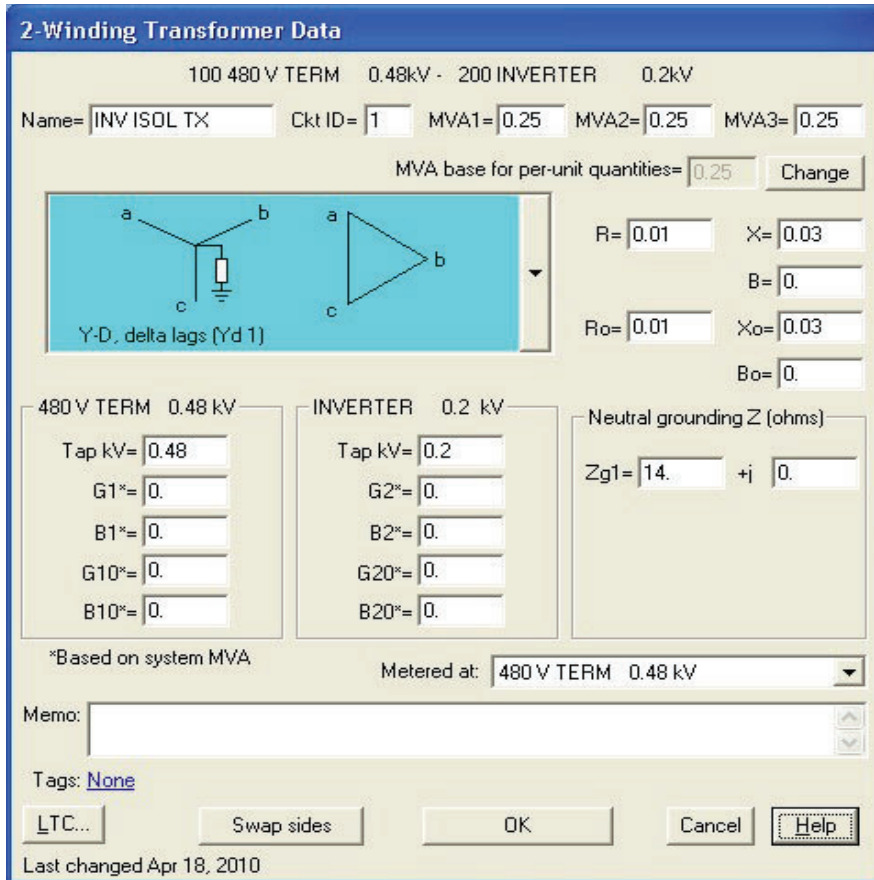 2-Winding Transformer Data
100 480 V TERM 0.48kV - 200 INVERTER 0.2kV
Name= INV ISOL TX Ckt ID= 1 MVA1= 0.25 MVA2= 0.25 MVA3= 0.25
MVA base for per-unit quantities= 0.25 Change
a b a b c c
Y-D, delta lags (Yd 1)
R= 0.01 X= 0.03
B= 0.
Ro= 0.01 Xo= 0.03
Bo= 0.
480 V TERM 0.48 kV
Tap kV= 0.48
G1*= 0.
B1*= 0.
G10*= 0.
B10*= 0.
INVERTER 0.2 kV
Tap kV= 0.2
G2*= 0.
B2*= 0.
G20*= 0.
B20*= 0.
Neutral grounding Z (ohms)
Zg1= 14. +j 0.
*Based on system MVA
Metered at: 480 V TERM 0.48 kV
Memo:
Tags: None
LTC... Swap sides OK Cancel Help
Last changed Apr 18, 2010